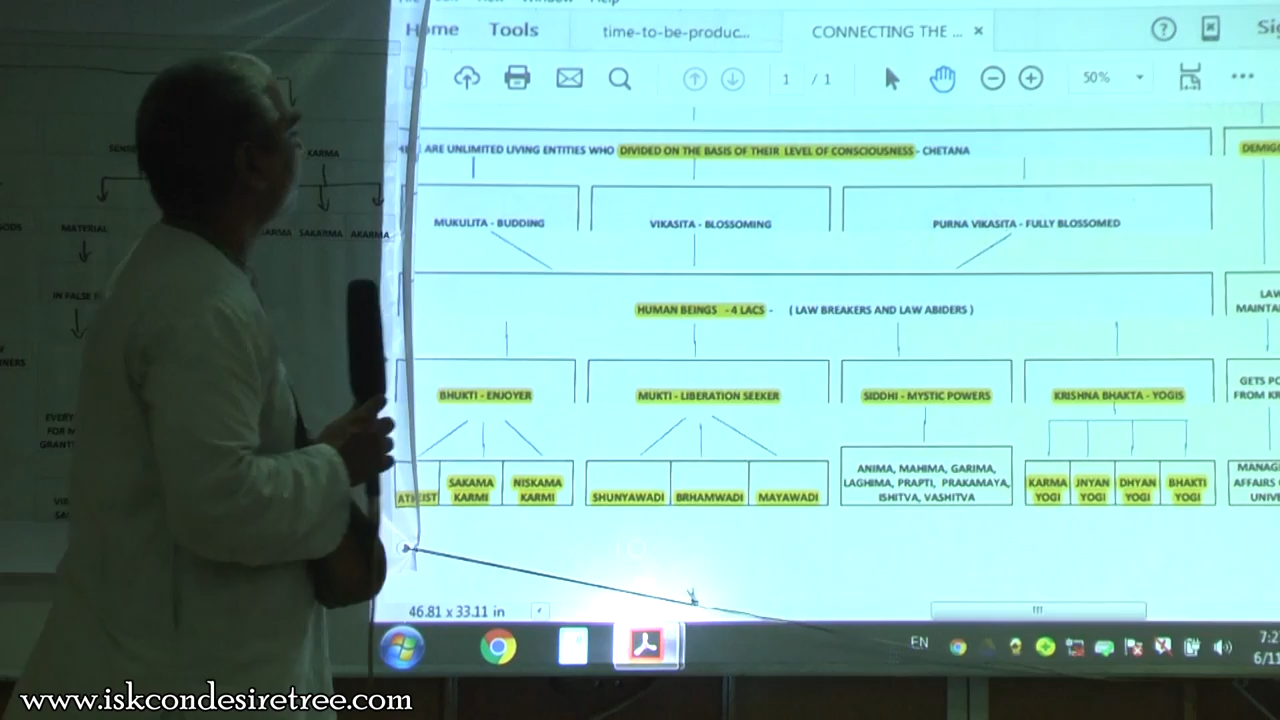 Home Tools time-to-be-produc... CONNECTING THE ... ×
1 / 1 50%
ARE UNLIMITED LIVING ENTITIES WHO DIVIDED ON THE BASIS OF THEIR LEVEL OF CONSCIOUSNESS - CHETANA
MUKULITA - BUDDING
VIKASITA - BLOSSOMING
PURNA VIKASITA - FULLY BLOSSOMED
HUMAN BEINGS - 4 LACS - ( LAW BREAKERS AND LAW ABIDERS )
LAW
BHUKTI - ENJOYER
MUKTI - LIBERATION SEEKER
SIDDHI - MYSTIC POWERS
KRISHNA BHAKTA - YOGIS
GETS
FROM
ATHEIST
SAKAMA
KARMI
NISKAMA
KARMI
SHUNYAWADI
BRHAMWADI
MAYAWADI
ANIMA, MAHIMA, GARIMA,
LAGHIMA, PRAPTI, PRAKAMAYA,
ISHITVA, VASHITVA
KARMA
YOGI
JNYAN
YOGI
DHYAN
YOGI
BHAKTI
YOGI
AFFAIRS
46.81 x 33.11 in
EN
KARMA
MATERIAL
SAKARMA
AKARMA
IN FALSE
www.iskcondesiretree.com